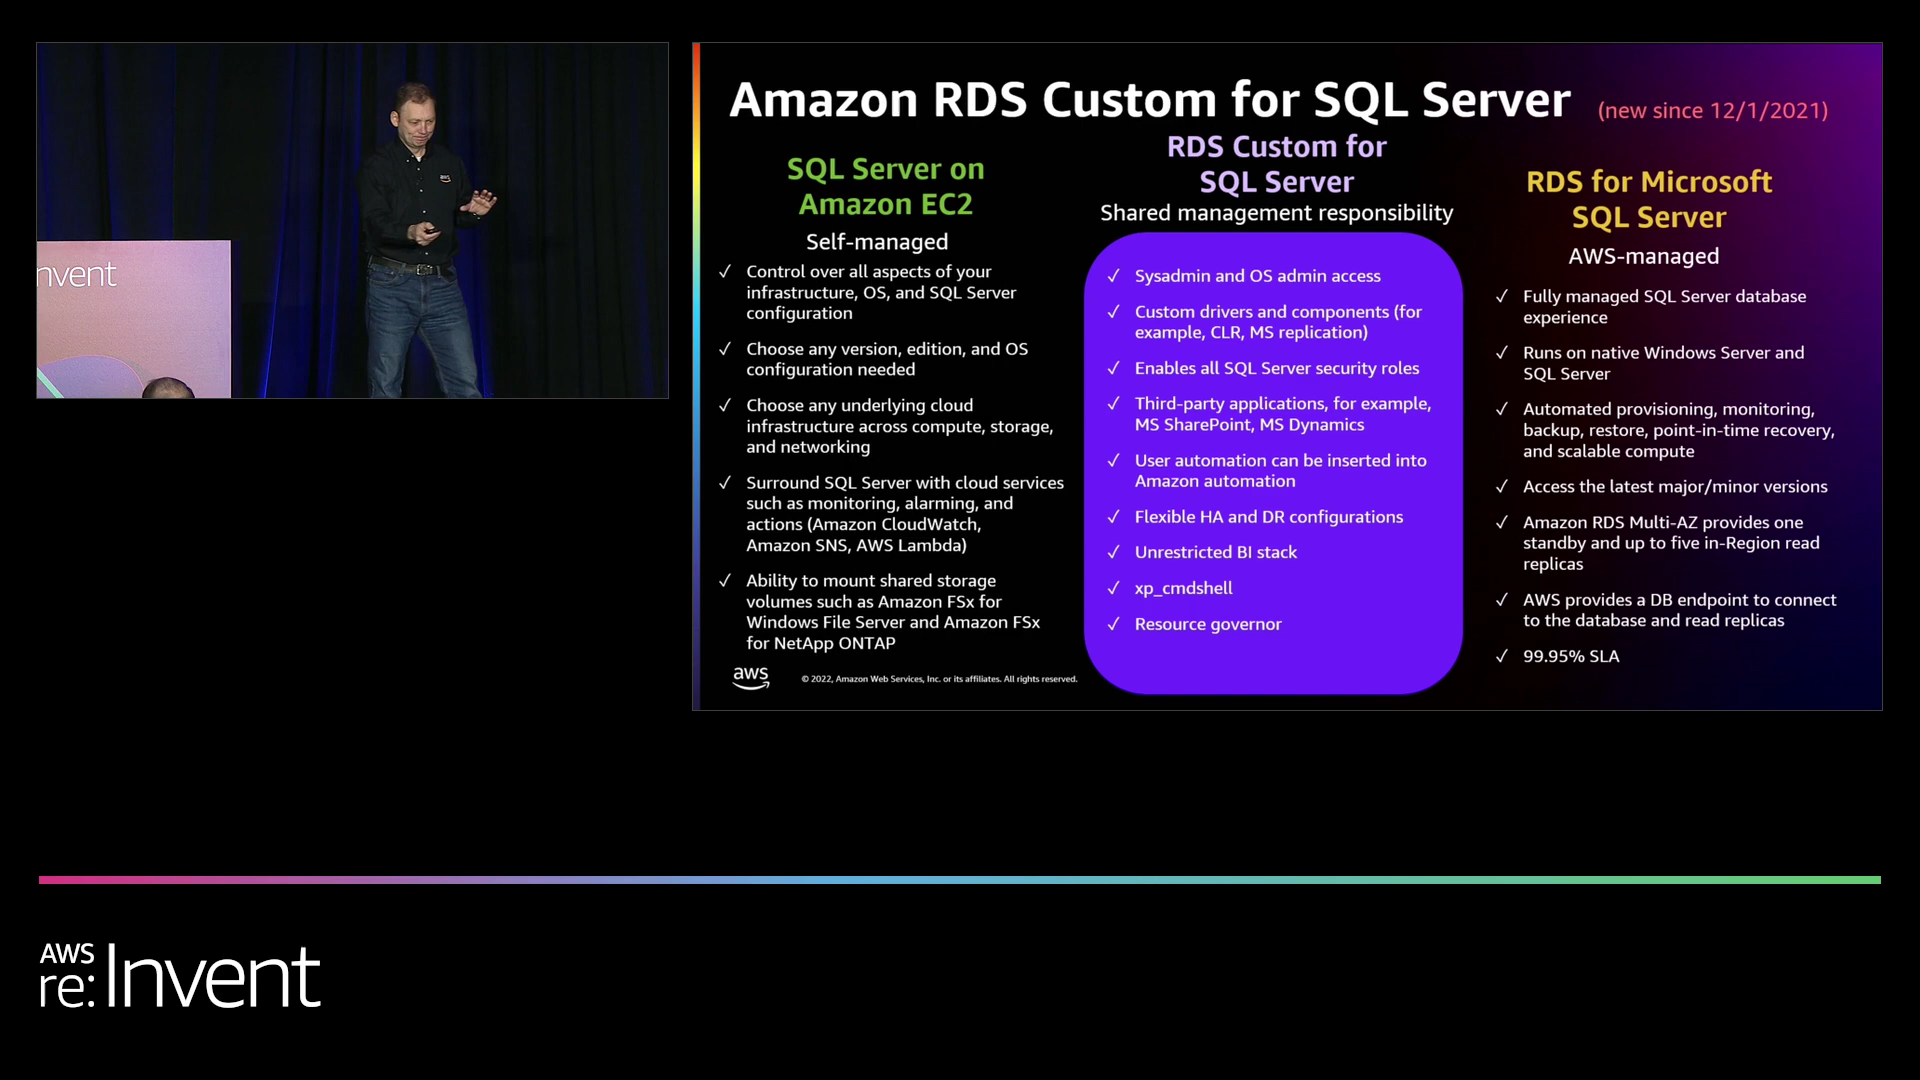 nvent
aws
Amazon RDS Custom for SQL Server (new since 12/1/2021)
SQL Server on
Amazon EC2
Self-managed
✓ Control over all aspects of your
infrastructure, OS, and SQL Server
configuration
✓ Choose any version, edition, and OS
configuration needed
✓ Choose any underlying cloud
infrastructure across compute, storage,
and networking
✓ Surround SQL Server with cloud services
such as monitoring, alarming, and
actions (Amazon CloudWatch,
Amazon SNS, AWS Lambda)
✓ Ability to mount shared storage
volumes such as Amazon FSx for
Windows File Server and Amazon FSx
for NetApp ONTAP
RDS Custom for
SQL Server
Shared management responsibility
✓ Sysadmin and OS admin access
✓ Custom drivers and components (for
example, CLR, MS replication)
✓ Enables all SQL Server security roles
✓ Third-party applications, for example,
MS SharePoint, MS Dynamics
✓ User automation can be inserted into
Amazon automation
✓ Flexible HA and DR configurations
✓ Unrestricted BI stack
✓ xp_cmdshell
✓ Resource governor
RDS for Microsoft
SQL Server
AWS-managed
✓ Fully managed SQL Server database
experience
✓ Runs on native Windows Server and
SQL Server
✓ Automated provisioning, monitoring,
backup, restore, point-in-time recovery,
and scalable compute
✓ Access the latest major/minor versions
✓ Amazon RDS Multi-AZ provides one
standby and up to five in-Region read
replicas
✓ AWS provides a DB endpoint to connect
to the database and read replicas
✓ 99.95% SLA
aws
© 2022, Amazon Web Services, Inc. or its affiliates. All rights reserved.
AWS
re:Invent